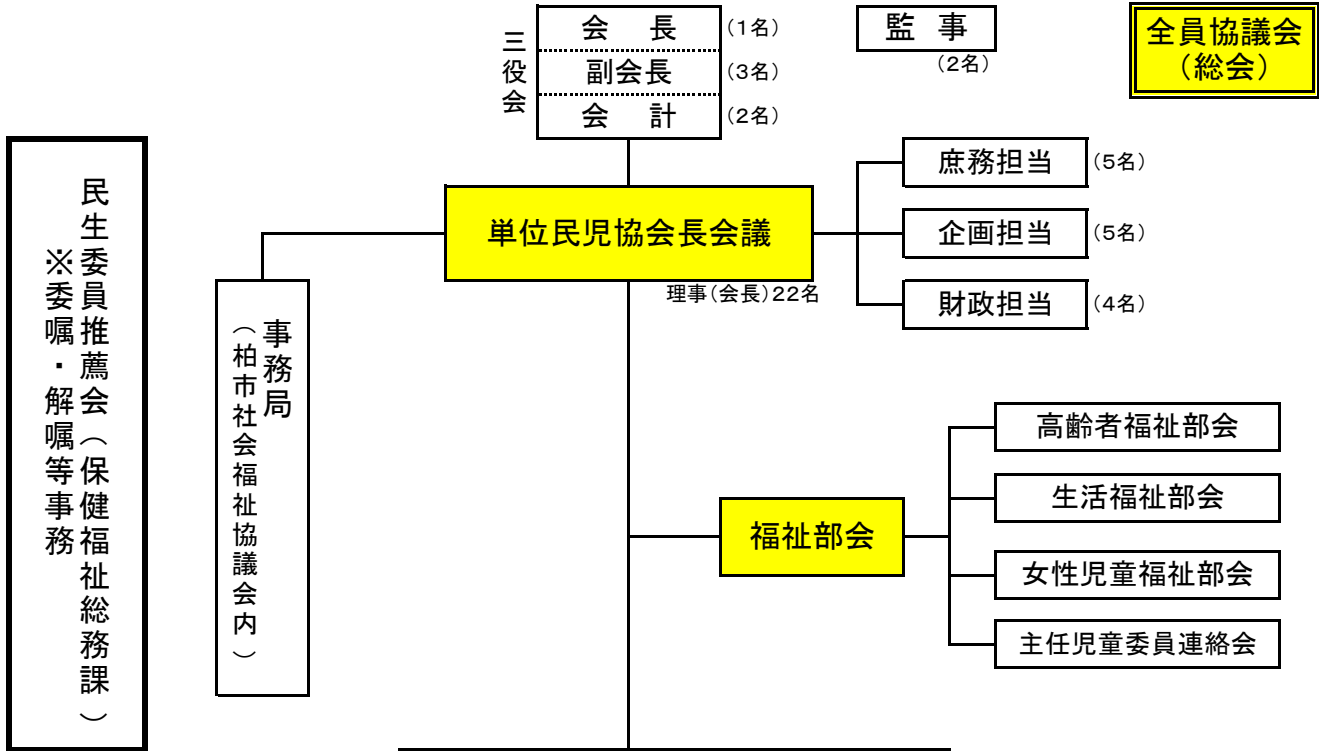 三役会
会　長
(1名)
副会長
(3名)
会　計
(2名)
監　事
(2名)
全員協議会
(総会)
庶務担当
(5名)
企画担当
(5名)
財政担当
(4名)
単位民児協会長会議
理事(会長)22名
民生委員推薦会(保健福祉総務課)
※委嘱・解嘱等事務
事務局
(柏市社会福祉協議会内)
福祉部会
高齢者福祉部会
生活福祉部会
女性児童福祉部会
主任児童委員連絡会